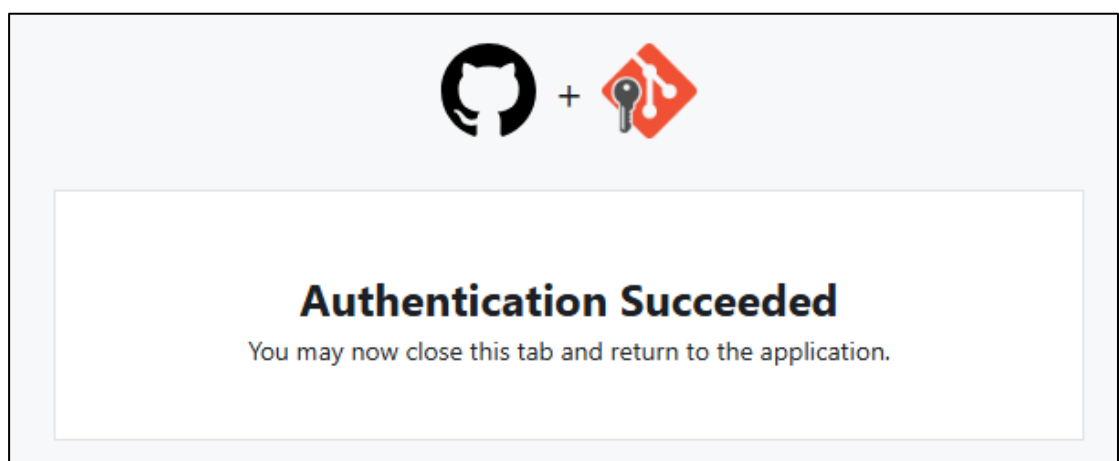 +
Authentication Succeeded
You may now close this tab and return to the application.